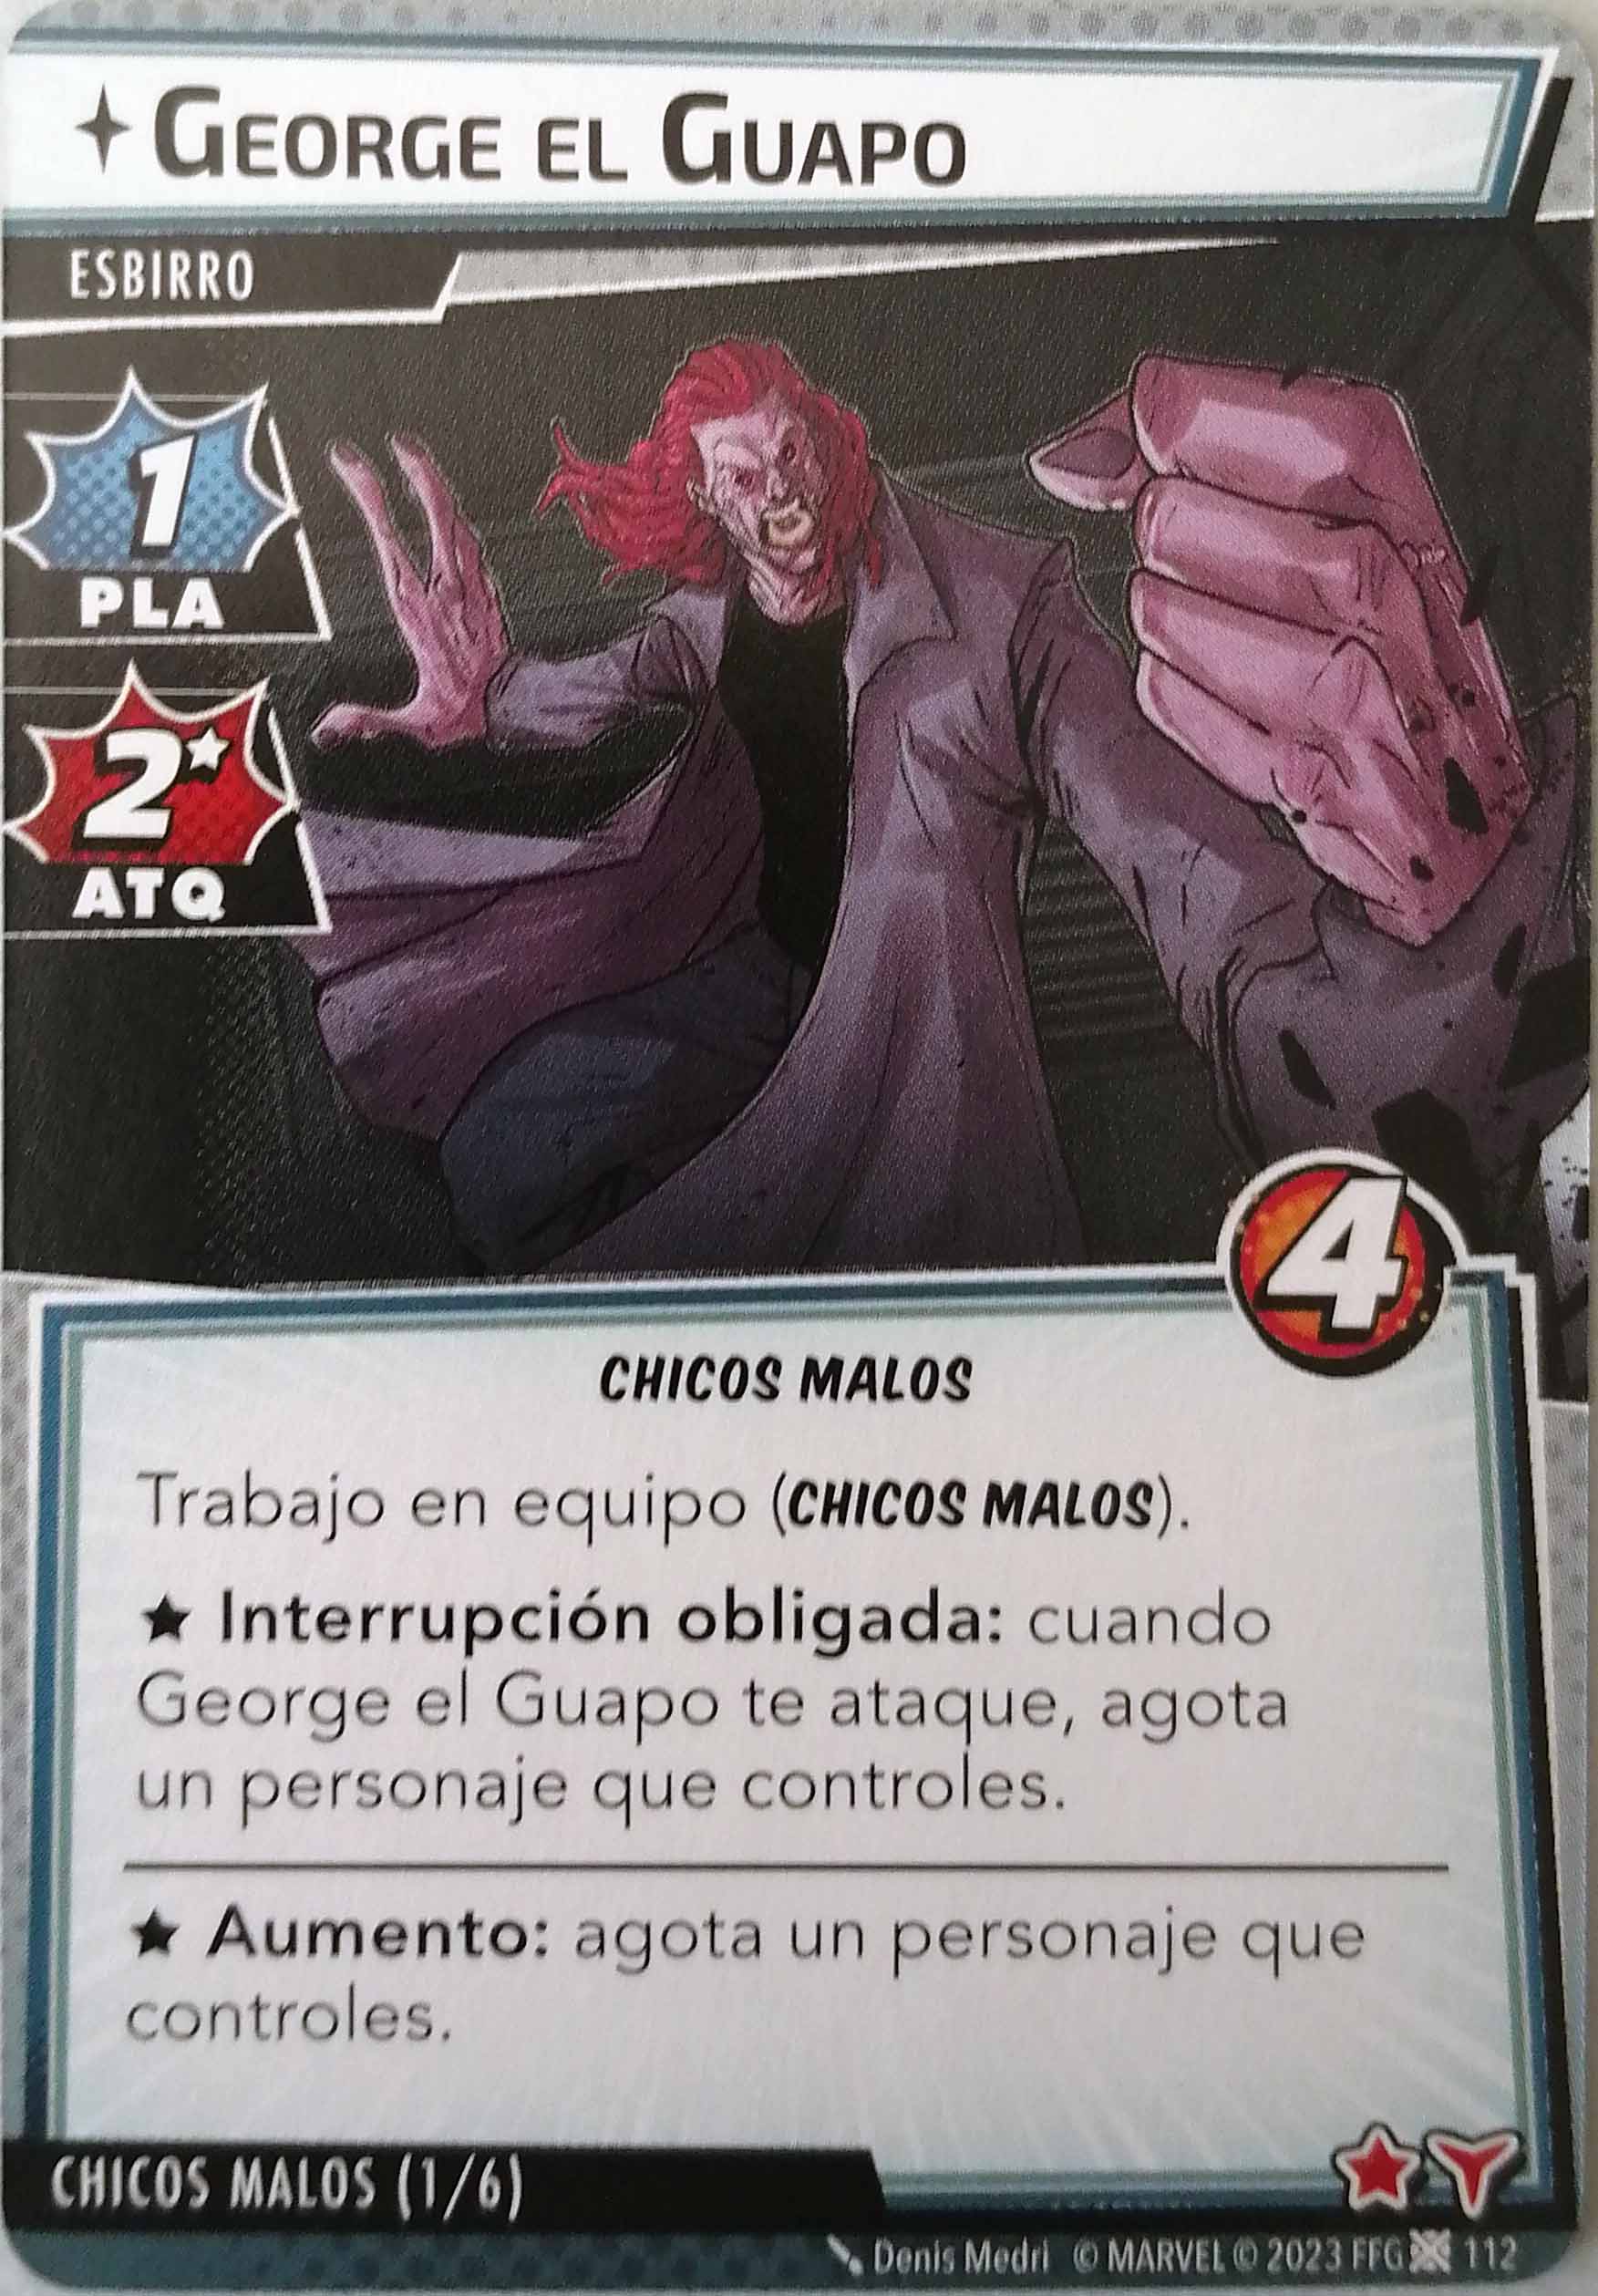 GEORGE EL GUAPO
ESBIRRO
1
PLA
2★
ATQ
4
CHICOS MALOS
Trabajo en equipo (CHICOS MALOS).
★ Interrupción obligada: cuando
George el Guapo te ataque, agota
un personaje que controles.
★ Aumento: agota un personaje que
controles.
CHICOS MALOS (1/6)
Denis Medri © MARVEL © 2023 FFG 112